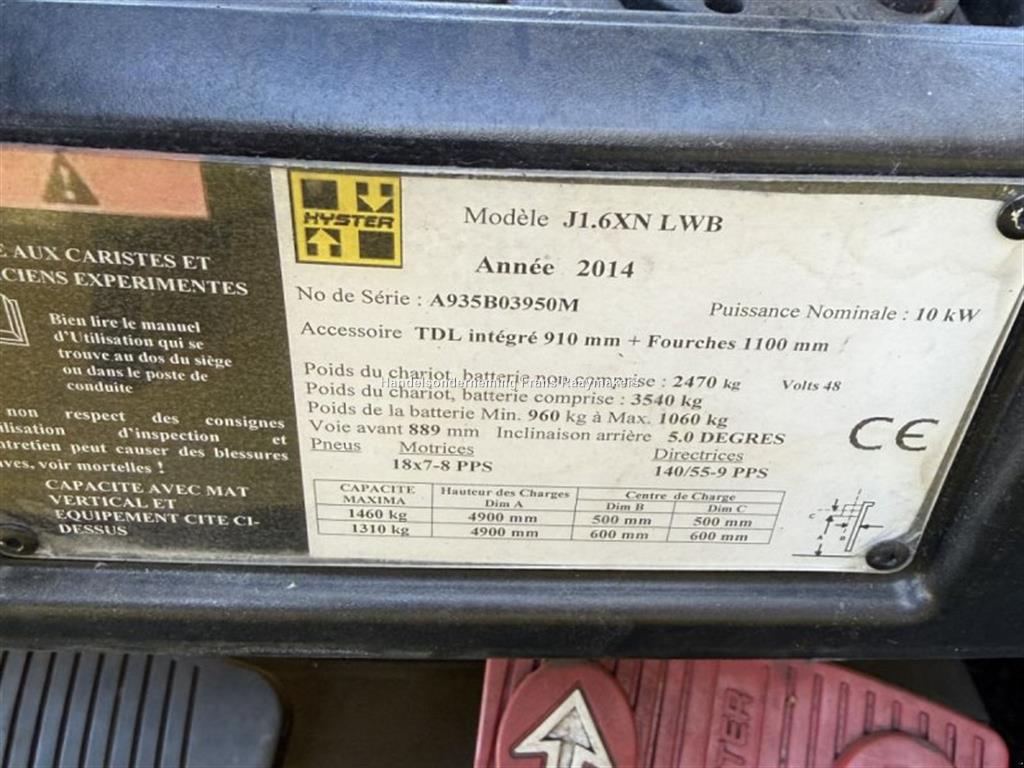 E AUX CARISTES ET
CIENS EXPERIMENTES
Bien lire le manuel
d'Utilisation qui se
trouve au dos du siège
ou dans le poste de
conduite
non respect des consignes
d'inspection et
peut causer des blessures
voir mortelles !
CAPACITE AVEC MAT
VERTICAL ET
EQUIPEMENT CITE CI-
DESSUS
HYSTER
Modèle J1.6XN LWB
Année 2014
No de Série : A935B03950M Puissance Nominale : 10 kW
Accessoire TDL intégré 910 mm + Fourches 1100 mm
Poids du chariot, batterie non comprise : 2470 kg Volts 48
Handelsonderneming Frans Raaymakers
Poids du chariot, batterie comprise : 3540 kg
Poids de la batterie Min. 960 kg à Max. 1060 kg
Voie avant 889 mm Inclinaison arrière 5.0 DEGRES
Pneus Motrices Directrices
18x7-8 PPS 140/55-9 PPS
CE
CAPACITE MAXIMA Hauteur des Charges Dim A Centre de Charge Dim B Dim C
1460 kg 4900 mm 500 mm 500 mm
1310 kg 4900 mm 600 mm 600 mm
C
A
B
TER